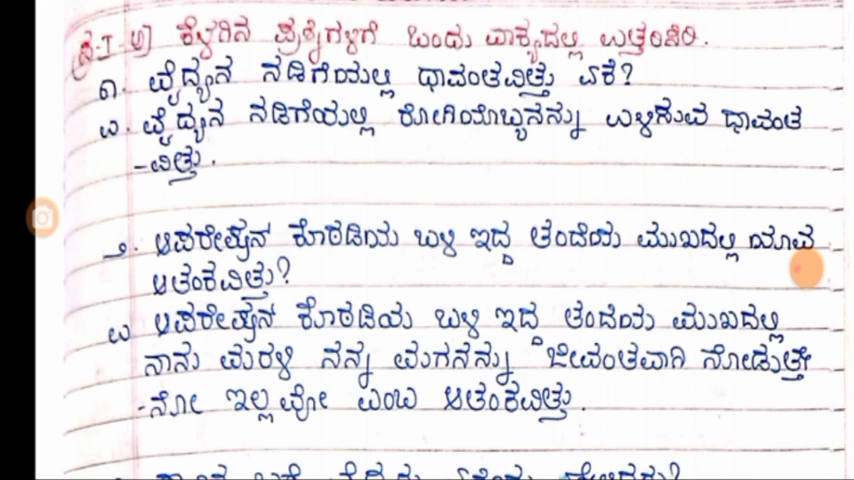 ಪ್ರ-I ಅ] ಕೆಳಗಿನ ಪ್ರಶ್ನೆಗಳಿಗೆ ಒಂದು ವಾಕ್ಯದಲ್ಲಿ ಉತ್ತರಿಸಿರಿ.
೧. ವೈದ್ಯನ ನಡಿಗೆಯಲ್ಲಿ ಧಾವಂತವಿತ್ತು ಏಕೆ?
ಉ. ವೈದ್ಯನ ನಡಿಗೆಯಲ್ಲಿ ರೋಗಿಯೊಬ್ಬನನ್ನು ಉಳಿಸುವ ಧಾವಂತ
-ವಿತ್ತು.
೨. ಆಪರೇಷನ್ ಕೊಠಡಿಯ ಬಳಿ ಇದ್ದ ತಂದೆಯ ಮುಖದಲ್ಲಿ ಯಾವ
ಆತಂಕವಿತ್ತು?
ಉ ಆಪರೇಷನ್ ಕೊಠಡಿಯ ಬಳಿ ಇದ್ದ ತಂದೆಯ ಮುಖದಲ್ಲಿ
ನಾನು ಮರಳಿ ನನ್ನ ಮಗನನ್ನು ಜೀವಂತವಾಗಿ ನೋಡುತ್ತೇ
-ನೋ ಇಲ್ಲವೋ ಎಂಬ ಆತಂಕವಿತ್ತು.